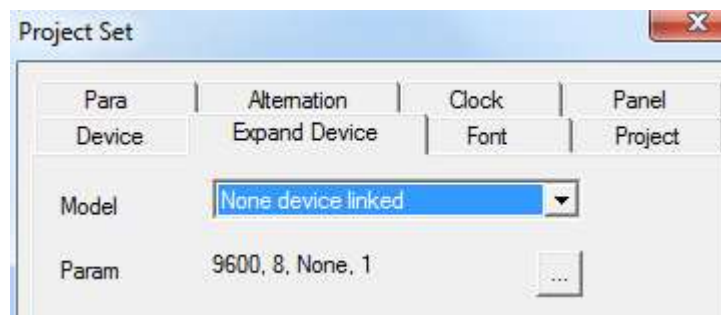 Project Set
Para Alternation Clock Panel
Device Expand Device Font Project
Model None device linked
Param 9600, 8, None, 1 ...